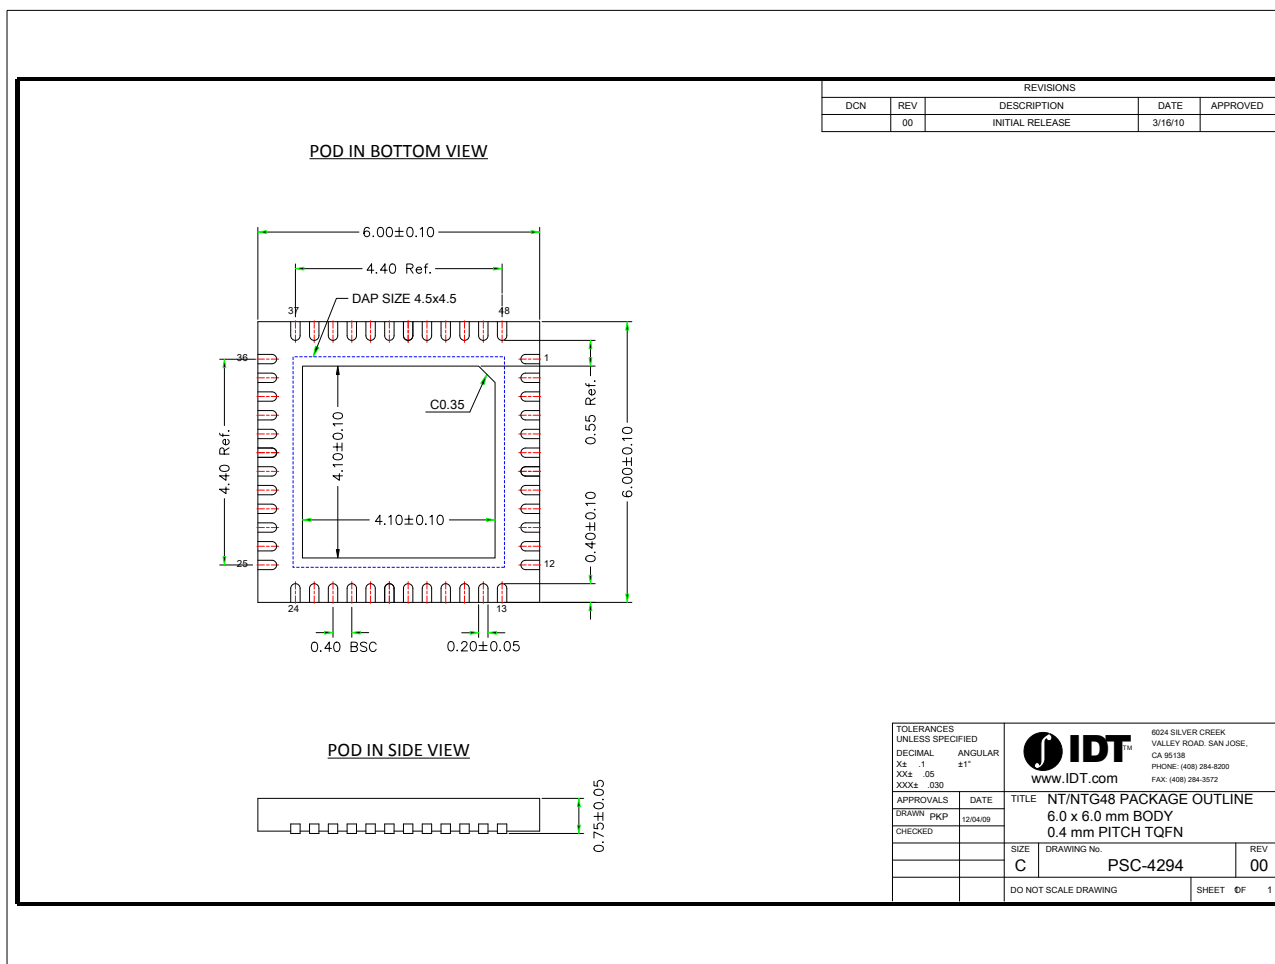 REVISIONS
DCN REV DESCRIPTION DATE APPROVED
00 INITIAL RELEASE 3/16/10
POD IN BOTTOM VIEW
6.00±0.10
4.40 Ref.
DAP SIZE 4.5x4.5
37 48
36 1
C0.35
0.55 Ref.
4.10±0.10
4.40 Ref.
6.00±0.10
4.10±0.10
0.40±0.10
25 12
24 13
0.40 BSC 0.20±0.05
POD IN SIDE VIEW
0.75±0.05
TOLERANCES
UNLESS SPECIFIED
DECIMAL ANGULAR
X± .1 ±1°
XX± .05
XXX± .030
IDT TM
www.IDT.com
6024 SILVER CREEK
VALLEY ROAD. SAN JOSE,
CA 95138
PHONE: (408) 284-8200
FAX: (408) 284-3572
APPROVALS DATE
DRAWN PKP 12/04/09
CHECKED
TITLE NT/NTG48 PACKAGE OUTLINE
6.0 x 6.0 mm BODY
0.4 mm PITCH TQFN
SIZE DRAWING No. REV
C PSC-4294 00
DO NOT SCALE DRAWING SHEET OF 1